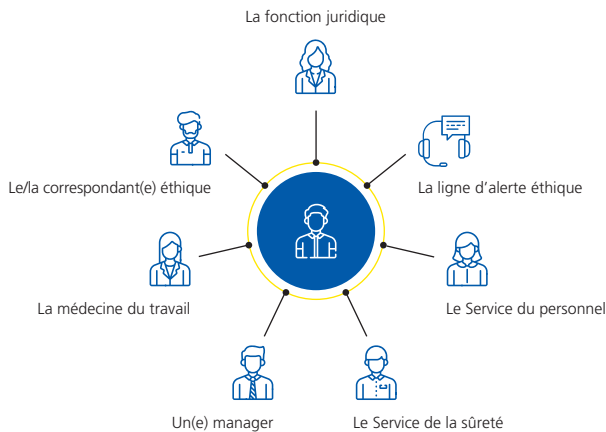 La fonction juridique
Le/la correspondant(e) éthique
La ligne d'alerte éthique
La médecine du travail
Le Service du personnel
Un(e) manager
Le Service de la sûreté